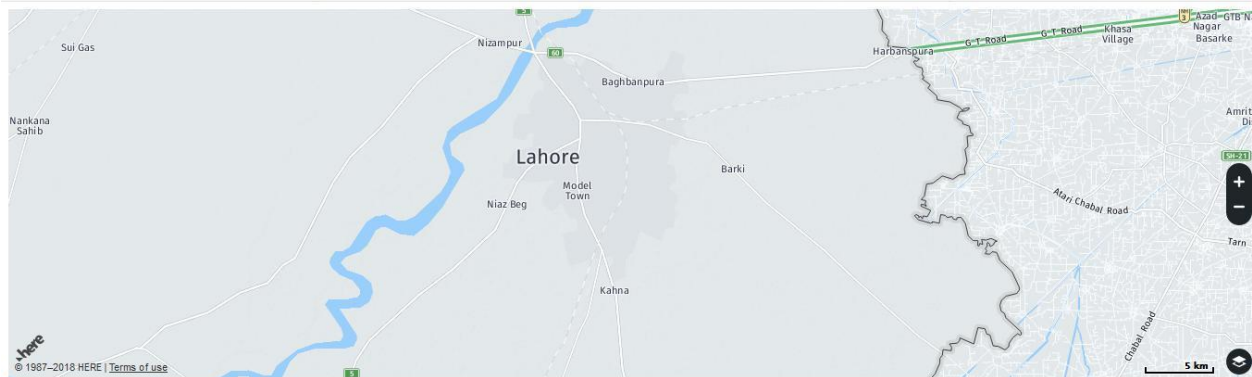 5
NH
3
Azad
Nagar
GTB N
Sui Gas
Nizampur
60
G T Road
G T Road
Khasa
Village
Basarke
Harbanspura
Baghbanpura
Nankana
Sahib
Amrit
Di
Lahore
SH-21
Barki
Model
Town
Niaz Beg
Atari Chabal Road
+
−
Tarn
Kahna
Chabal Road
here
© 1987–2018 HERE | Terms of use
5
5 km